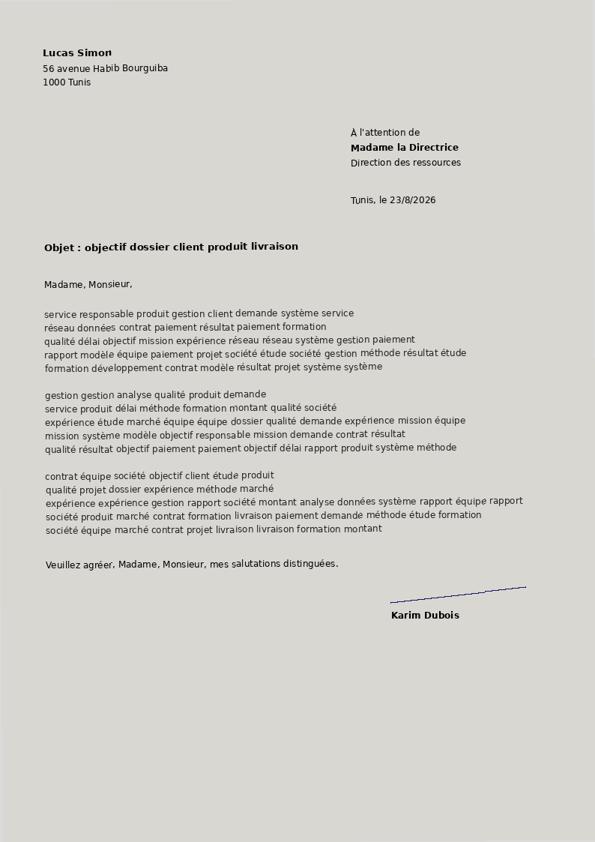 Lucas Simon
56 avenue Habib Bourguiba
1000 Tunis
À l'attention de
Madame la Directrice
Direction des ressources
Tunis, le 23/8/2026
Objet : objectif dossier client produit livraison
Madame, Monsieur,
service responsable produit gestion client demande système service
réseau données contrat paiement résultat paiement formation
qualité délai objectif mission expérience réseau réseau système gestion paiement
rapport modèle équipe paiement projet société étude société gestion méthode résultat étude
formation développement contrat modèle résultat projet système système
gestion gestion analyse qualité produit demande
service produit délai méthode formation montant qualité société
expérience étude marché équipe équipe dossier qualité demande expérience mission équipe
mission système modèle objectif responsable mission demande contrat résultat
qualité résultat objectif paiement paiement objectif délai rapport produit système méthode
contrat équipe société objectif client étude produit
qualité projet dossier expérience méthode marché
expérience expérience gestion rapport société montant analyse données système rapport équipe rapport
société produit marché contrat formation livraison paiement demande méthode étude formation
société équipe marché contrat projet livraison livraison formation montant
Veuillez agréer, Madame, Monsieur, mes salutations distinguées.
Karim Dubois